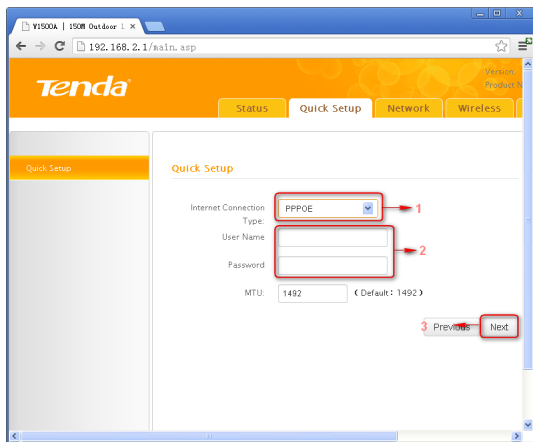 W1500A | 150M Outdoor L
192.168.2.1/main.asp
Tenda
Version:
Product N
Status
Quick Setup
Network
Wireless
Quick Setup
Quick Setup
Internet Connection Type:
PPPOE
1
User Name
2
Password
MTU:
1492
(Default: 1492)
3
Previous
Next